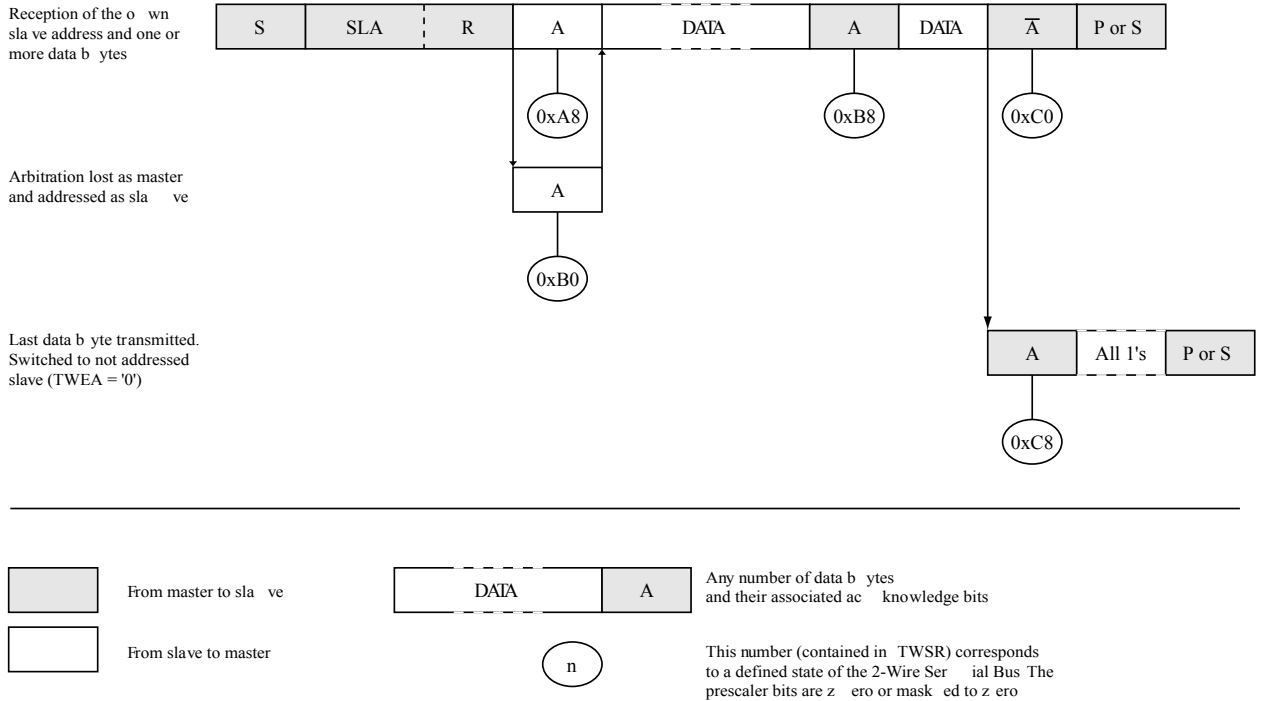 Reception of the o wn
sla ve address and one or
more data b ytes
S SLA R A DATA A DATA A̅ P or S
0xA8 0xB8 0xC0
Arbitration lost as master
and addressed as sla ve
A
0xB0
Last data b yte transmitted.
Switched to not addressed
slave (TWEA = '0')
A All 1's P or S
0xC8
From master to sla ve
DATA A
Any number of data b ytes
and their associated ac knowledge bits
From slave to master
n
This number (contained in TWSR) corresponds
to a defined state of the 2-Wire Ser ial Bus The
prescaler bits are z ero or mask ed to z ero